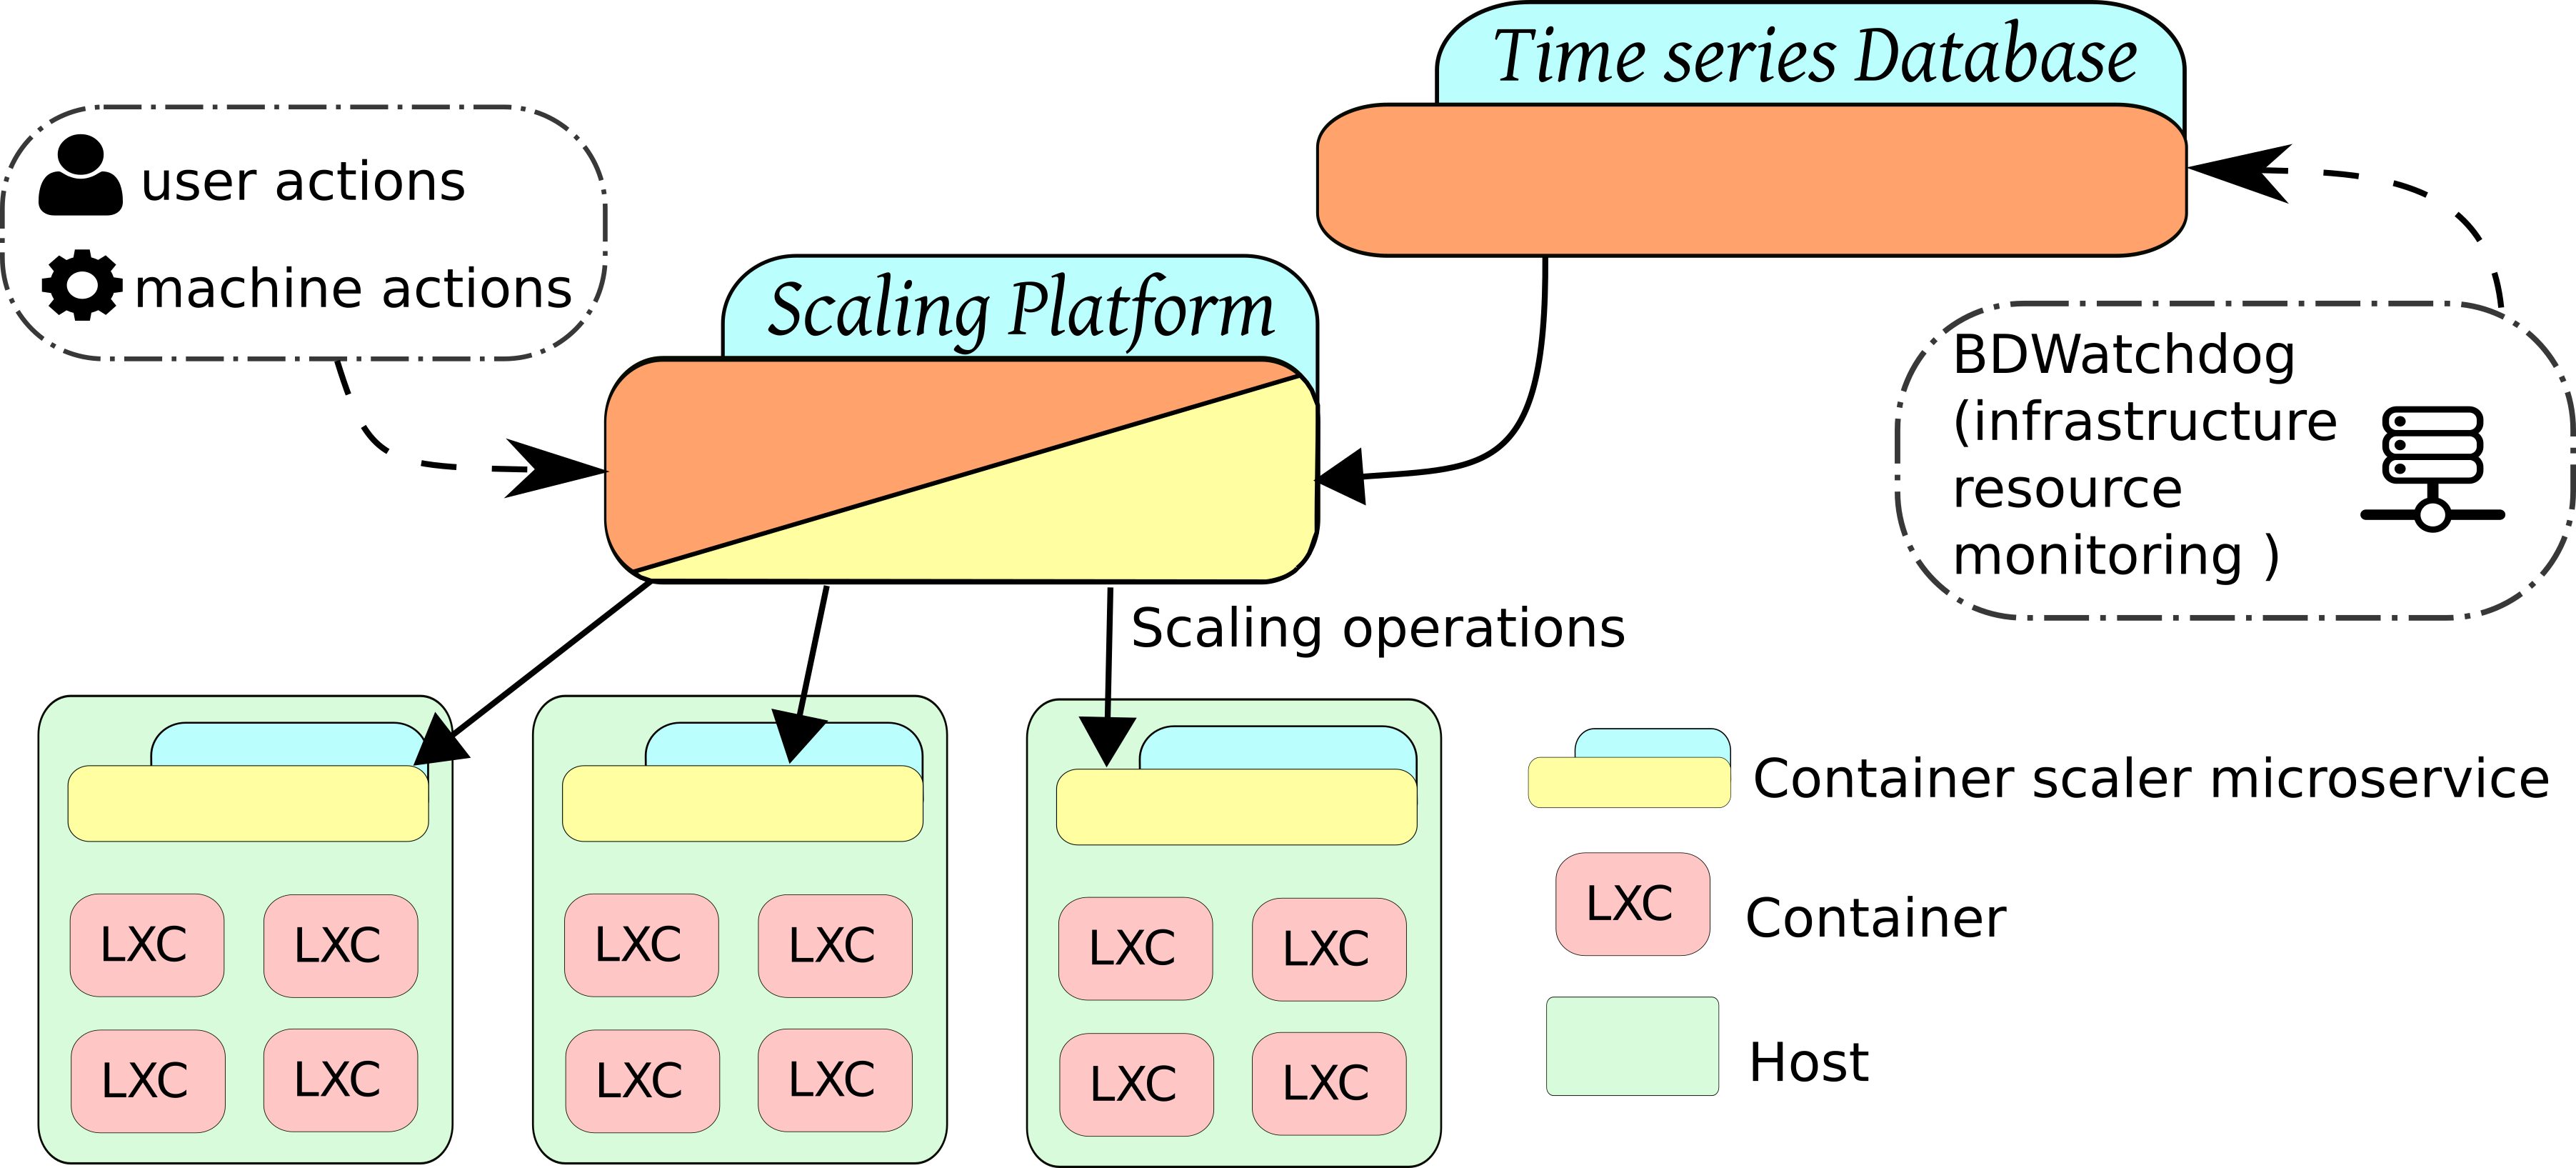 Time series Database
user actions
machine actions
Scaling Platform
BDWatchdog
(infrastructure
resource
monitoring )
Scaling operations
Container scaler microservice
LXC
Container
Host
LXC LXC
LXC LXC
LXC LXC
LXC LXC
LXC LXC
LXC LXC